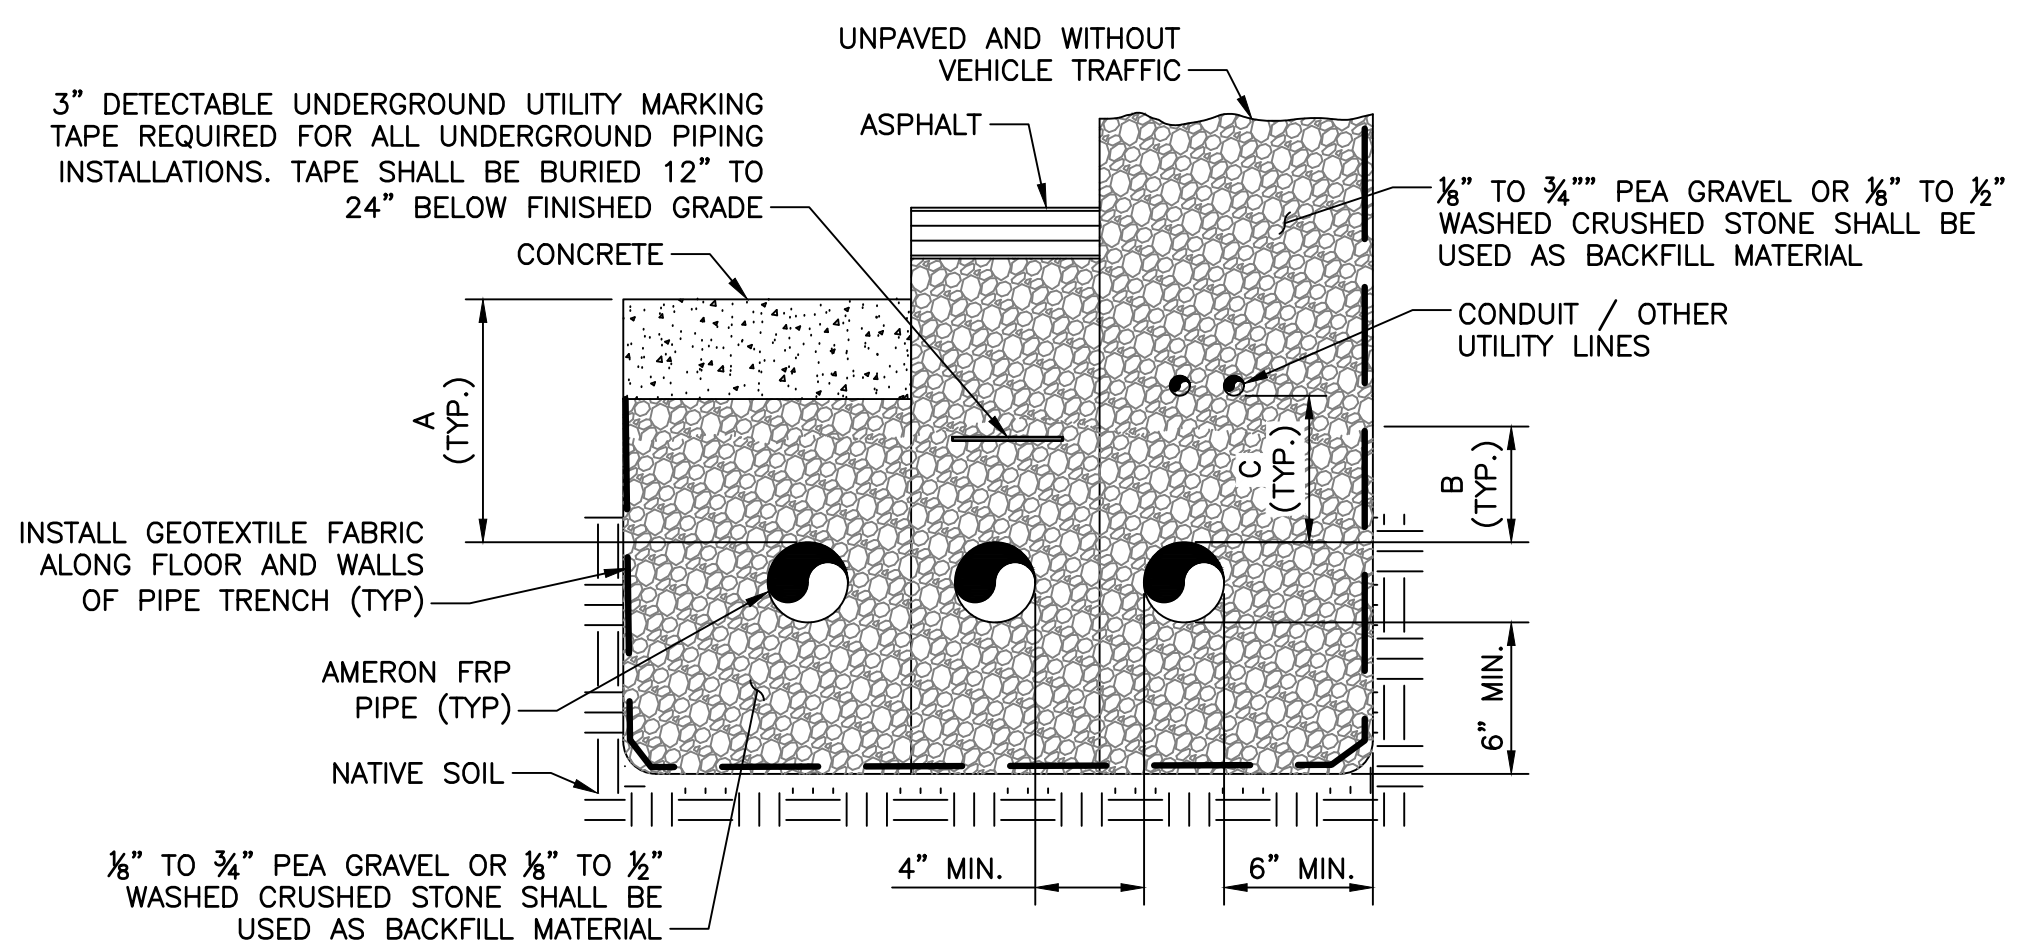 UNPAVED AND WITHOUT
VEHICLE TRAFFIC
3” DETECTABLE UNDERGROUND UTILITY MARKING
TAPE REQUIRED FOR ALL UNDERGROUND PIPING
INSTALLATIONS. TAPE SHALL BE BURIED 12” TO
24” BELOW FINISHED GRADE
ASPHALT
⅛” TO ¾”” PEA GRAVEL OR ⅛” TO ½”
WASHED CRUSHED STONE SHALL BE
USED AS BACKFILL MATERIAL
CONCRETE
CONDUIT / OTHER
UTILITY LINES
A
(TYP.)
C
(TYP.)
B
(TYP.)
INSTALL GEOTEXTILE FABRIC
ALONG FLOOR AND WALLS
OF PIPE TRENCH (TYP)
AMERON FRP
PIPE (TYP)
6” MIN.
NATIVE SOIL
⅛” TO ¾” PEA GRAVEL OR ⅛” TO ½”
WASHED CRUSHED STONE SHALL BE
USED AS BACKFILL MATERIAL
4” MIN.
6” MIN.